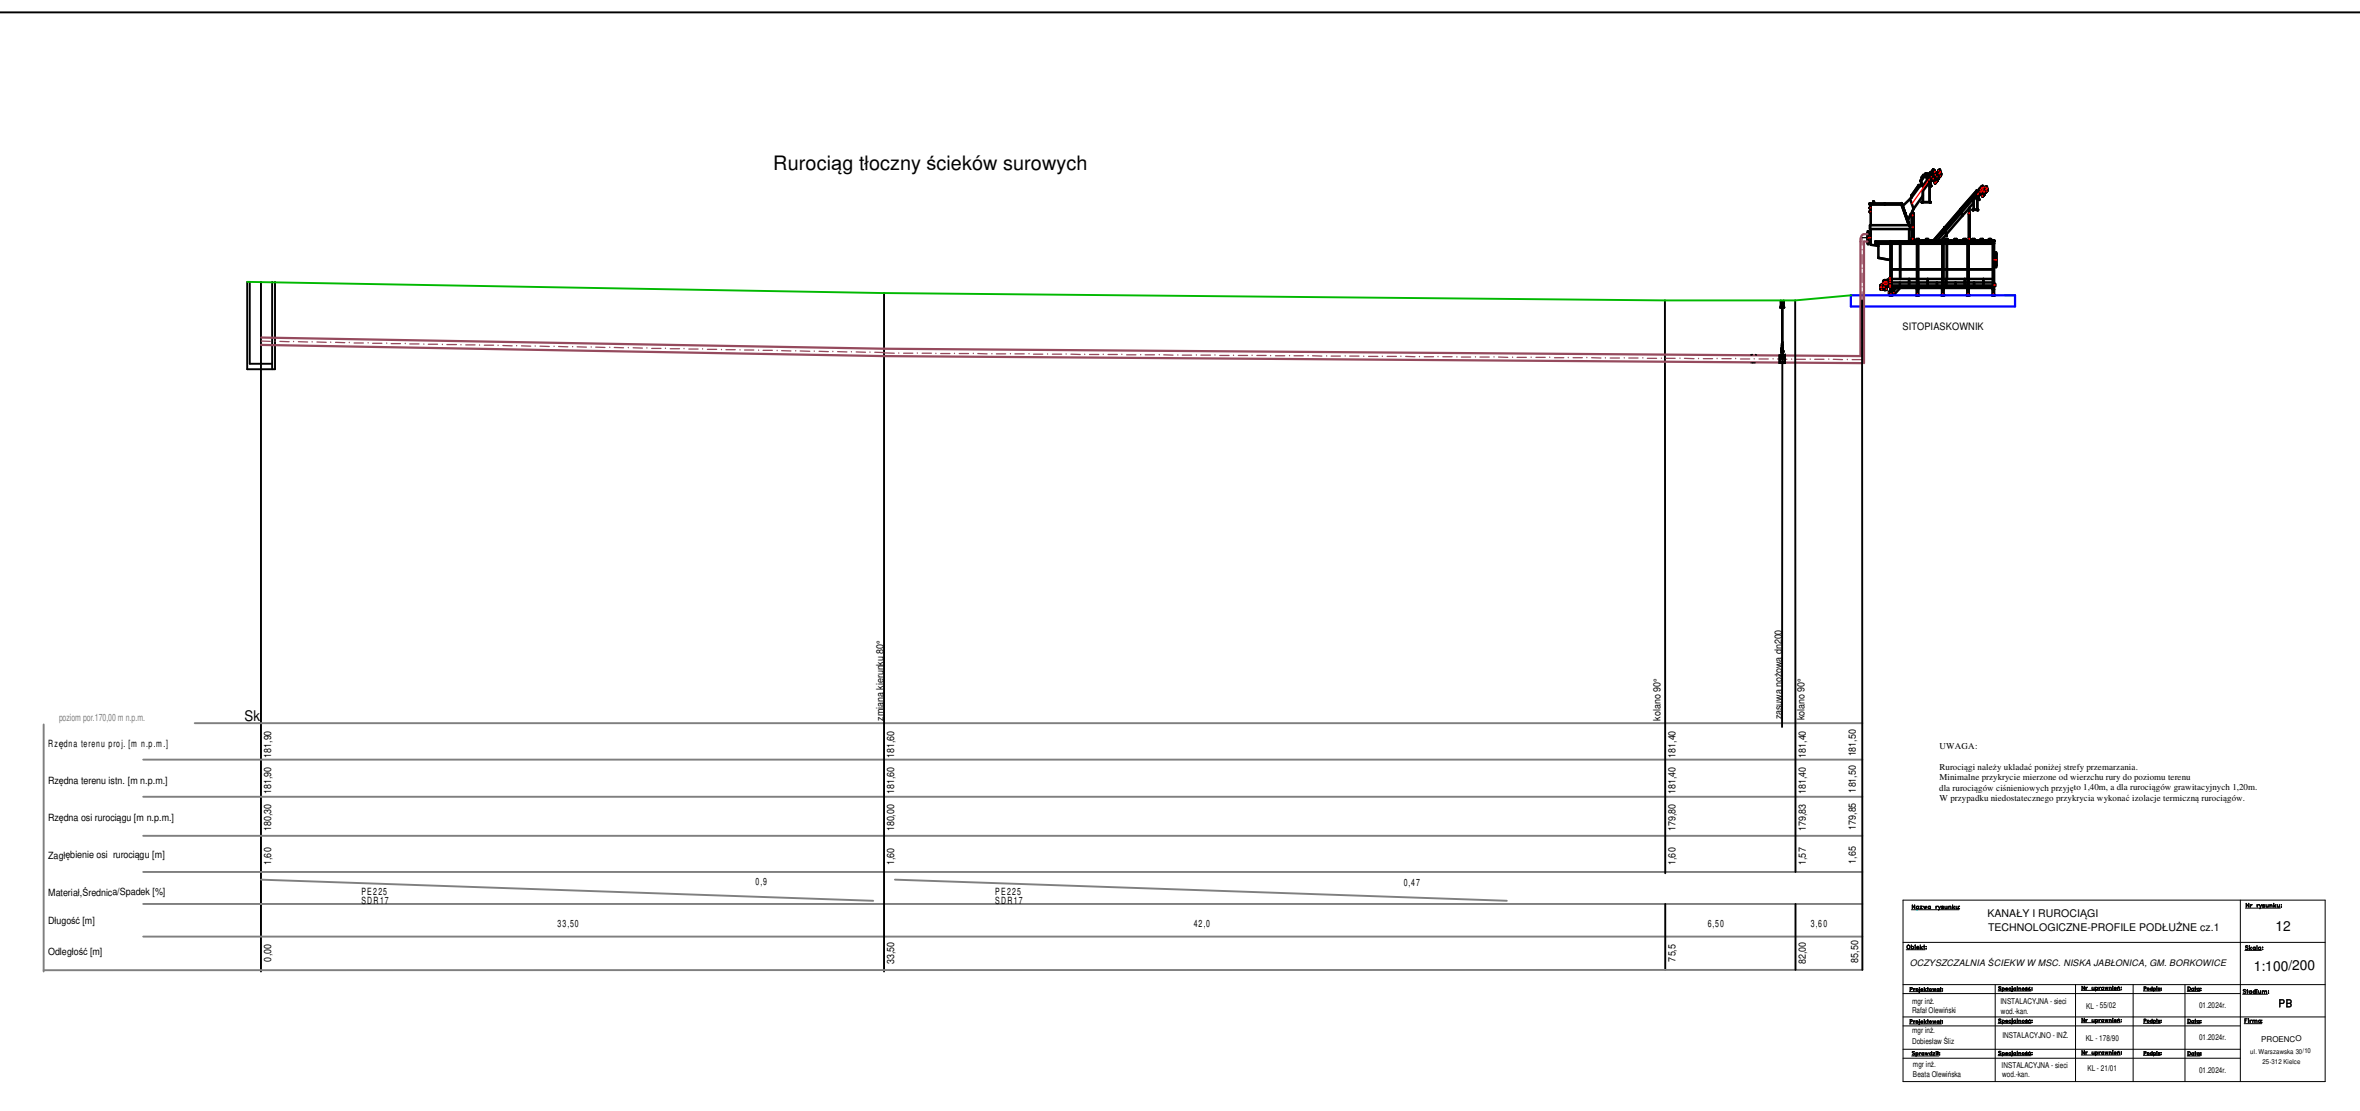 Rurociąg tłoczny ścieków surowych
SITOPIASKOWNIK
zmiana kierunku 80°
kolano 90°
zasuwa nożowa dn200
kolano 90°
poziom por.170,00 m n.p.m.
Sk
Rzędna terenu proj. [m n.p.m.]
181,90
181,60
181,40
181,40
181,50
Rzędna terenu istn. [m n.p.m.]
181,90
181,60
181,40
181,40
181,50
Rzędna osi rurociągu [m n.p.m.]
180,30
180,00
179,80
179,83
179,85
Zagłębienie osi rurociągu [m]
1,60
1,60
1,60
1,57
1,65
Materiał,Średnica/Spadek [%]
PE225
SDR17
0,9
PE225
SDR17
0,47
Długość [m]
33,50
42,0
6,50
3,60
Odległość [m]
0,00
33,50
75,5
82,00
85,50
UWAGA:
Rurociągi należy układać poniżej strefy przemarzania.
Minimalne przykrycie mierzone od wierzchu rury do poziomu terenu
dla rurociągów ciśnieniowych przyjęto 1,40m, a dla rurociągów grawitacyjnych 1,20m.
W przypadku niedostatecznego przykrycia wykonać izolacje termiczną rurociągów.
Nazwa rysunku:
KANAŁY I RUROCIĄGI
TECHNOLOGICZNE-PROFILE PODŁUŻNE cz.1
Nr rysunku:
12
Obiekt:
OCZYSZCZALNIA ŚCIEKW W MSC. NISKA JABŁONICA, GM. BORKOWICE
Skala:
1:100/200
Projektował: Specjalność: Nr uprawnień: Podpis: Data:
mgr inż.
Rafał Olewiński
INSTALACYJNA - sieci
wod.-kan.
KL - 55/02
01.2024r.
Stadium:
PB
Projektował: Specjalność: Nr uprawnień: Podpis: Data:
mgr inż.
Dobiesław Śliz
INSTALACYJNO - INŻ.
KL - 178/90
01.2024r.
Firma:
PROENCO
ul. Warszawska 30/10
25-312 Kielce
Sprawdził: Specjalność: Nr uprawnień: Podpis: Data:
mgr inż.
Beata Olewińska
INSTALACYJNA - sieci
wod.-kan.
KL - 21/01
01.2024r.